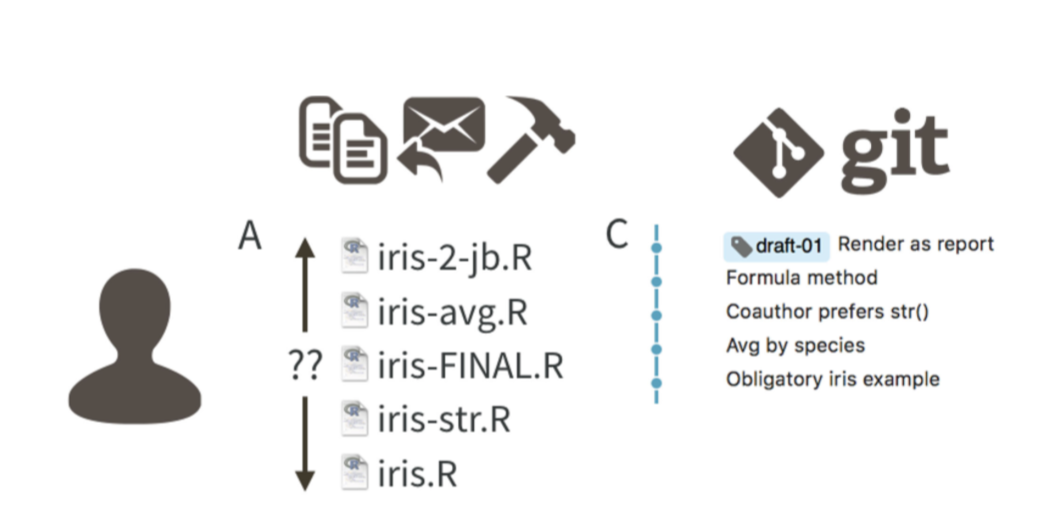 git
A
iris-2-jb.R
iris-avg.R
??
iris-FINAL.R
iris-str.R
iris.R
C
draft-01 Render as report
Formula method
Coauthor prefers str()
Avg by species
Obligatory iris example